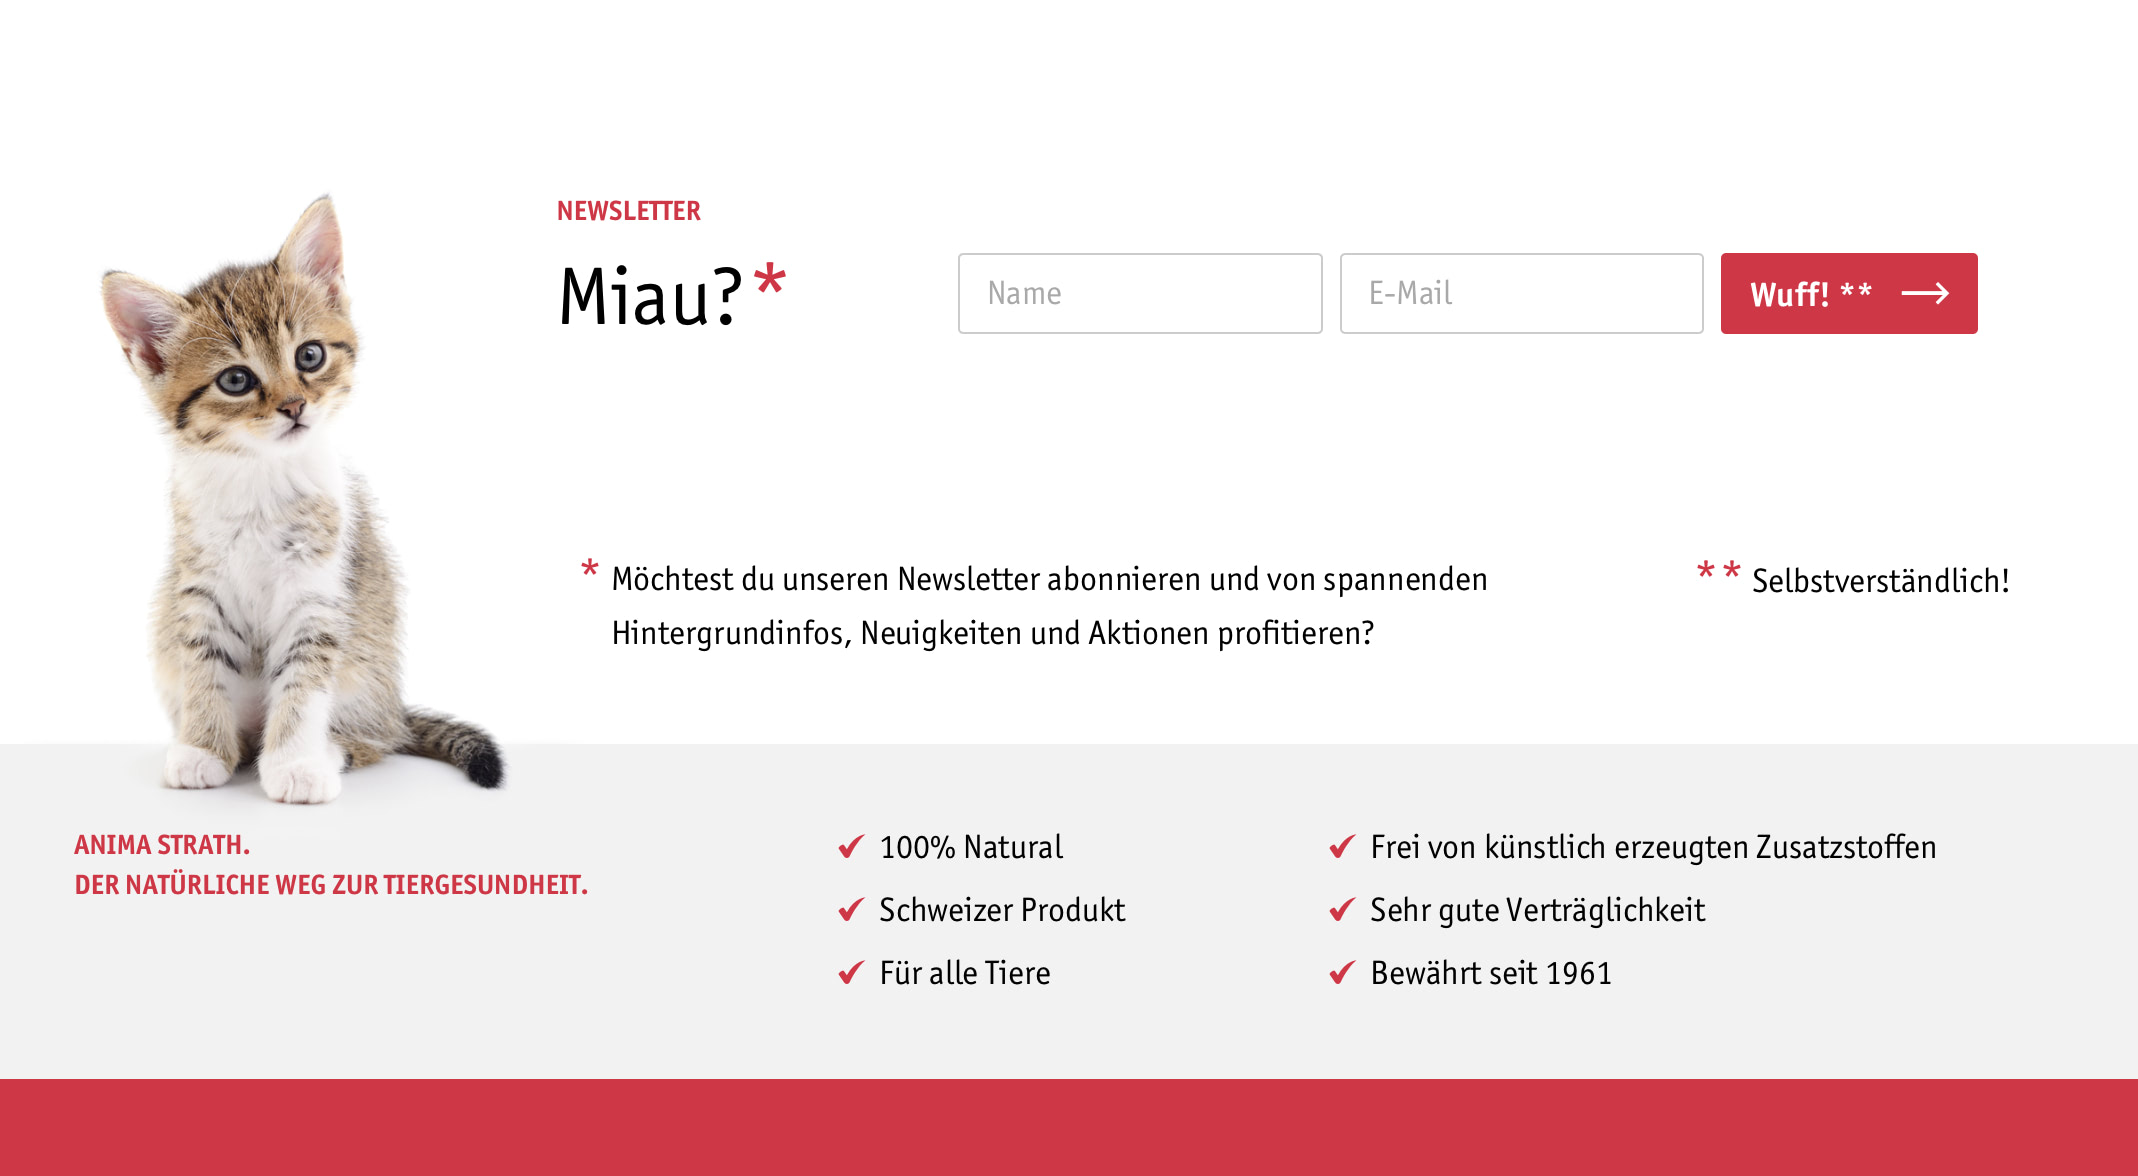 NEWSLETTER
Miau?*
Name
E-Mail
Wuff! **
* Möchtest du unseren Newsletter abonnieren und von spannenden
Hintergrundinfos, Neuigkeiten und Aktionen profitieren?
** Selbstverständlich!
ANIMA STRATH.
DER NATÜRLICHE WEG ZUR TIERGESUNDHEIT.
✔ 100% Natural
✔ Schweizer Produkt
✔ Für alle Tiere
✔ Frei von künstlich erzeugten Zusatzstoffen
✔ Sehr gute Verträglichkeit
✔ Bewährt seit 1961